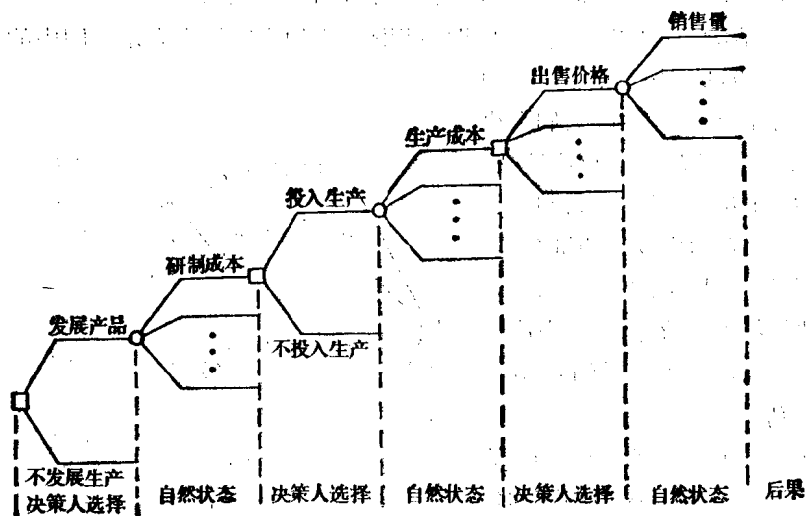 销售量
出售价格
生产成本
投入生产
研制成本
发展产品
不投入生产
不发展生产
决策人选择
自然状态
决策人选择
自然状态
决策人选择
自然状态
后果